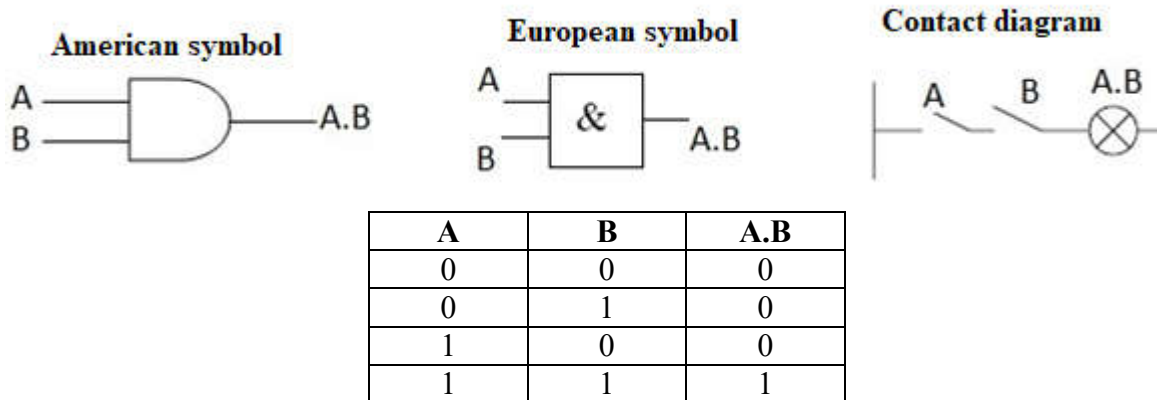 American symbol
A
B
A.B
European symbol
A
B
&
A.B
Contact diagram
A
B
A.B
A B A.B
0 0 0
0 1 0
1 0 0
1 1 1